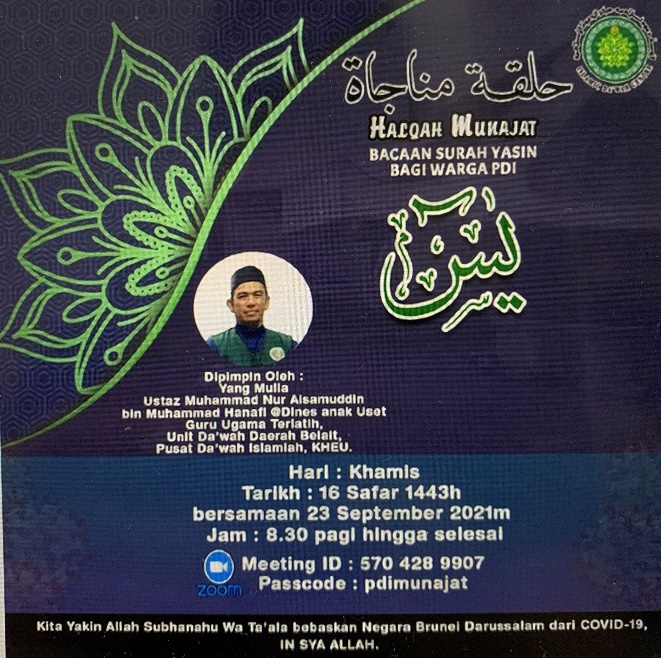 حلقة مناجاة
HALQAH MUNAJAT
BACAAN SURAH YASIN
BAGI WARGA PDI
يس
Dipimpin Oleh :
Yang Mulia
Ustaz Muhammad Nur Aisamuddin
bin Muhammad Hanafi @Dines anak Uset
Guru Ugama Terlatih,
Unit Da'wah Daerah Belait,
Pusat Da'wah Islamiah, KHEU.
Hari : Khamis
Tarikh : 16 Safar 1443h
bersamaan 23 September 2021m
Jam : 8.30 pagi hingga selesai
zoom
Meeting ID : 570 428 9907
Passcode : pdimunajat
Kita Yakin Allah Subhanahu Wa Ta'ala bebaskan Negara Brunei Darussalam dari COVID-19,
IN SYA ALLAH.